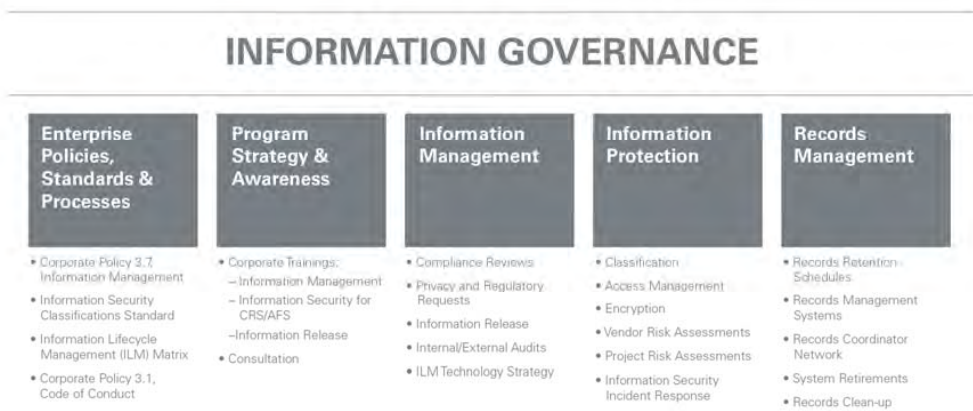 INFORMATION GOVERNANCE
Enterprise
Policies,
Standards &
Processes
• Corporate Policy 3.7,
Information Management
• Information Security
Classifications Standard
• Information Lifecycle
Management (ILM) Matrix
• Corporate Policy 3.1,
Code of Conduct
Program
Strategy &
Awareness
• Corporate Trainings:
– Information Management
– Information Security for
CRS/AFS
–Information Release
• Consultation
Information
Management
• Compliance Reviews
• Privacy and Regulatory
Requests
• Information Release
• Internal/External Audits
• ILM Technology Strategy
Information
Protection
• Classification
• Access Management
• Encryption
• Vendor Risk Assessments
• Project Risk Assessments
• Information Security
Incident Response
Records
Management
• Records Retention
Schedules
• Records Management
Systems
• Records Coordinator
Network
• System Retirements
• Records Clean-up